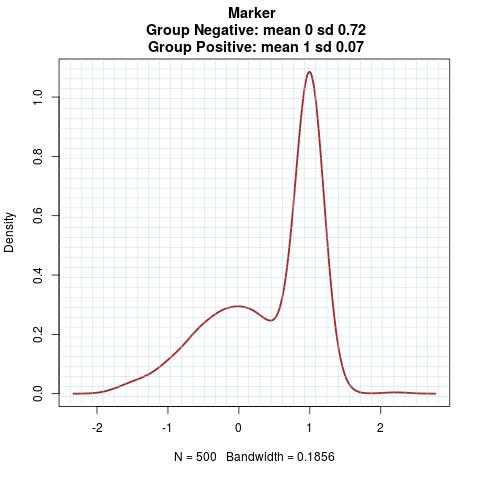 Marker
Group Negative: mean 0 sd 0.72
Group Positive: mean 1 sd 0.07
Density
1.0
0.8
0.6
0.4
0.2
0.0
-2 -1 0 1 2
N = 500 Bandwidth = 0.1856